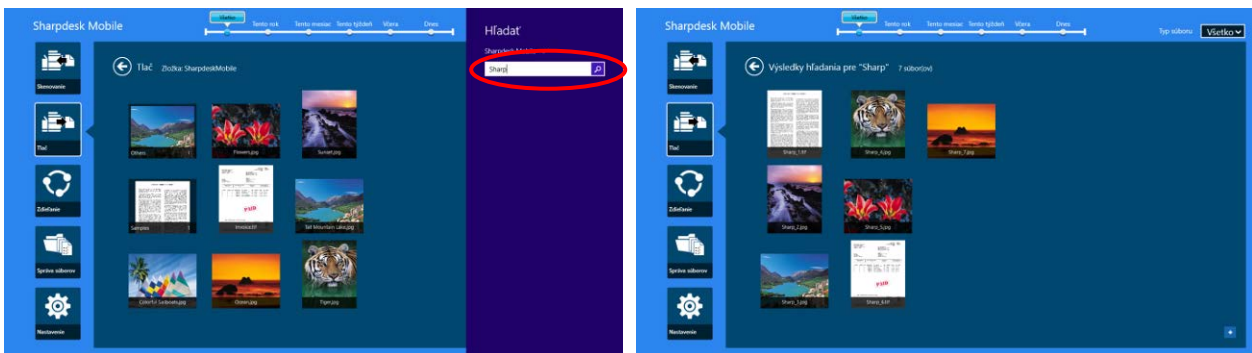 Sharpdesk Mobile
Všetko
Tento rok
Tento mesiac
Tento týždeň
Včera
Dnes
Hľadať
Sharpdesk Mobile
Sharp
Skenovanie
Tlač
Zdieľanie
Správa súborov
Nastavenie
Tlač Zložka: SharpdeskMobile
Others
Flowers.jpg
Sunset.jpg
Samples
Invoice.tif
Tall Mountain Lake.jpg
Colorful Sailboats.jpg
Ocean.jpg
Tiger.jpg
Sharpdesk Mobile
Všetko
Tento rok
Tento mesiac
Tento týždeň
Včera
Dnes
Typ súboru Všetko
Skenovanie
Tlač
Zdieľanie
Správa súborov
Nastavenie
Výsledky hľadania pre "Sharp" 7 súbor(ov)
Sharp_1.tif
Sharp_4.jpg
Sharp_7.jpg
Sharp_2.jpg
Sharp_5.jpg
Sharp_3.jpg
Sharp_6.tif